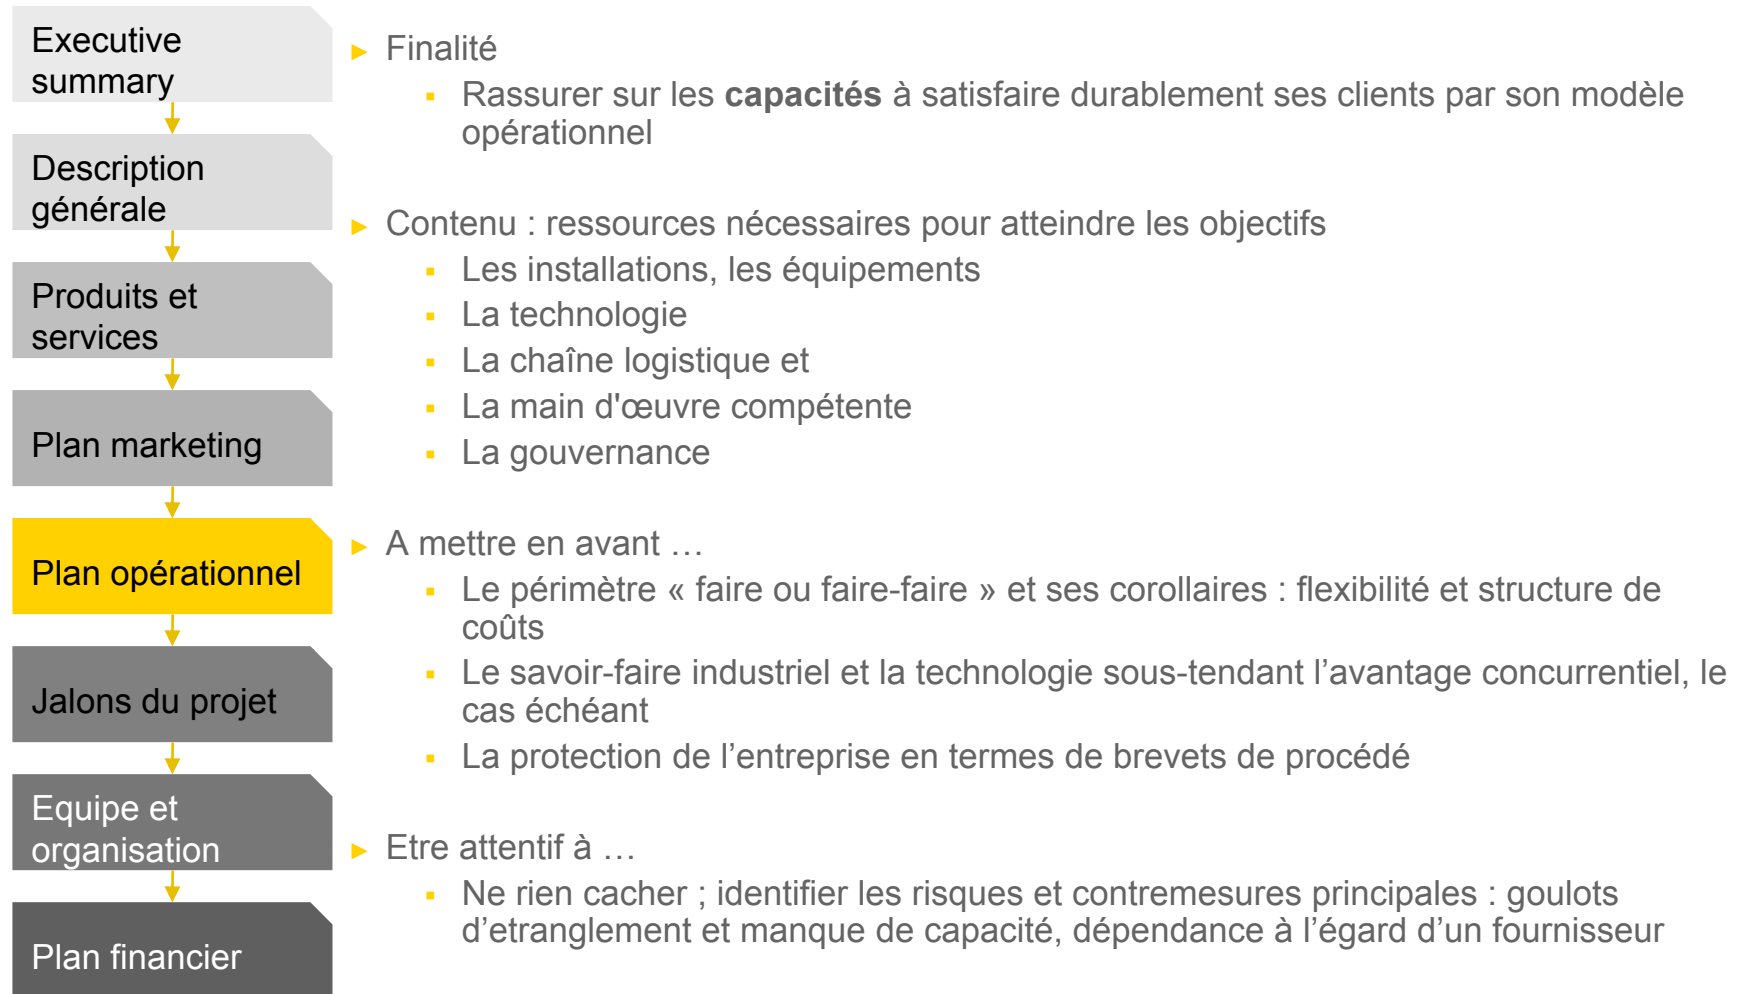 Executive
summary
Description
générale
Produits et
services
Plan marketing
Plan opérationnel
Jalons du projet
Equipe et
organisation
Plan financier
► Finalité
▪ Rassurer sur les capacités à satisfaire durablement ses clients par son modèle
opérationnel
► Contenu : ressources nécessaires pour atteindre les objectifs
▪ Les installations, les équipements
▪ La technologie
▪ La chaîne logistique et
▪ La main d'œuvre compétente
▪ La gouvernance
► A mettre en avant …
▪ Le périmètre « faire ou faire-faire » et ses corollaires : flexibilité et structure de
coûts
▪ Le savoir-faire industriel et la technologie sous-tendant l’avantage concurrentiel, le
cas échéant
▪ La protection de l’entreprise en termes de brevets de procédé
► Etre attentif à …
▪ Ne rien cacher ; identifier les risques et contremesures principales : goulots
d’etranglement et manque de capacité, dépendance à l’égard d’un fournisseur